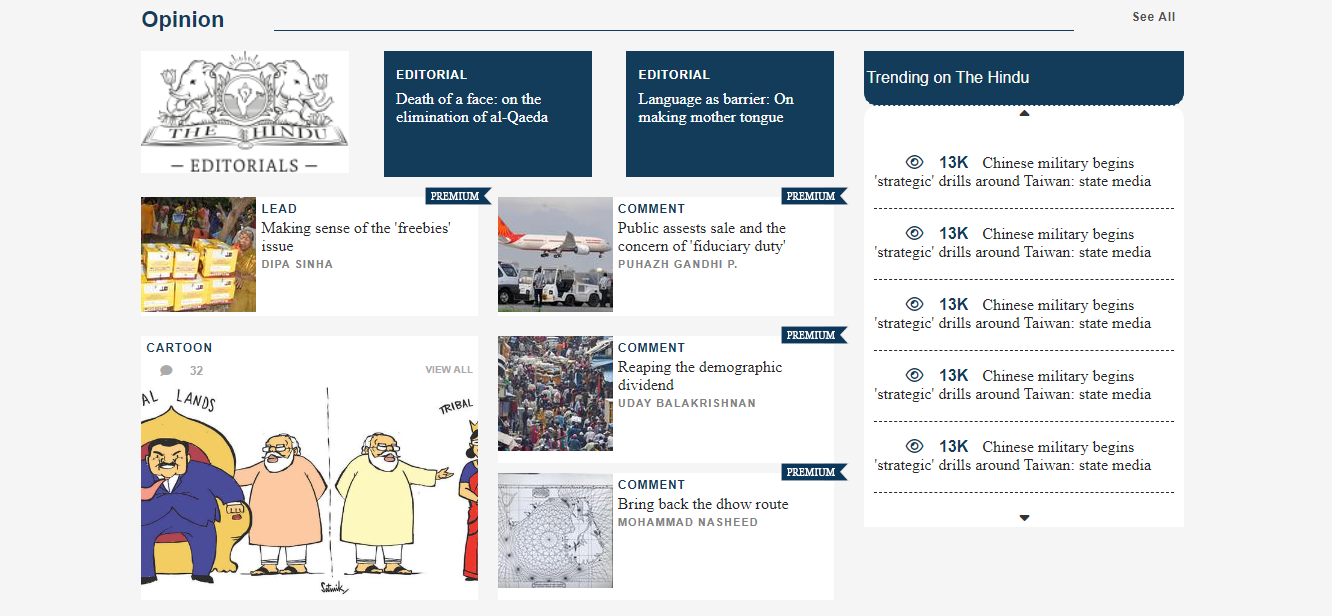 Opinion
See All
THE HINDU
— EDITORIALS —
EDITORIAL
Death of a face: on the
elimination of al-Qaeda
EDITORIAL
Language as barrier: On
making mother tongue
PREMIUM
LEAD
Making sense of the 'freebies'
issue
DIPA SINHA
PREMIUM
COMMENT
Public assests sale and the
concern of 'fiduciary duty'
PUHAZH GANDHI P.
CARTOON
32
VIEW ALL
AL LANDS
TRIBAL
Satwik
PREMIUM
COMMENT
Reaping the demographic
dividend
UDAY BALAKRISHNAN
PREMIUM
COMMENT
Bring back the dhow route
MOHAMMAD NASHEED
Trending on The Hindu
13K Chinese military begins
'strategic' drills around Taiwan: state media
13K Chinese military begins
'strategic' drills around Taiwan: state media
13K Chinese military begins
'strategic' drills around Taiwan: state media
13K Chinese military begins
'strategic' drills around Taiwan: state media
13K Chinese military begins
'strategic' drills around Taiwan: state media